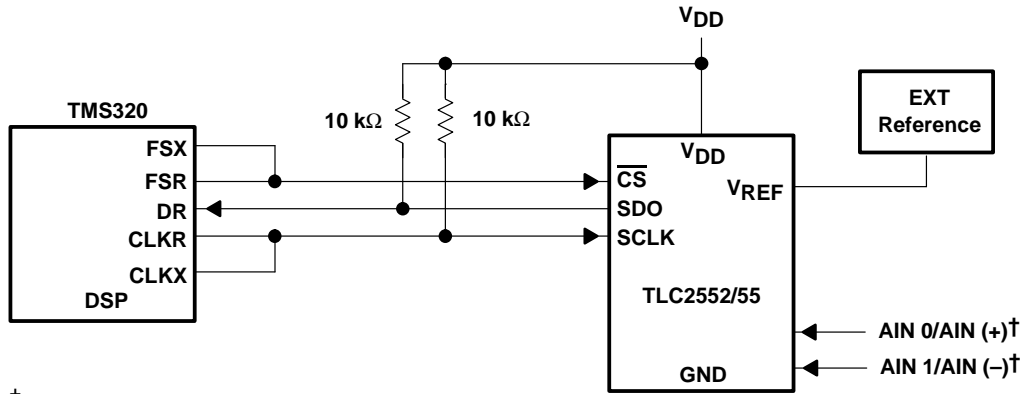 VDD
TMS320
FSX
FSR
DR
CLKR
CLKX
DSP
10 kΩ
10 kΩ
EXT
Reference
VDD
CS
SDO
SCLK
VREF
TLC2552/55
GND
AIN 0/AIN (+)†
AIN 1/AIN (–)†
†